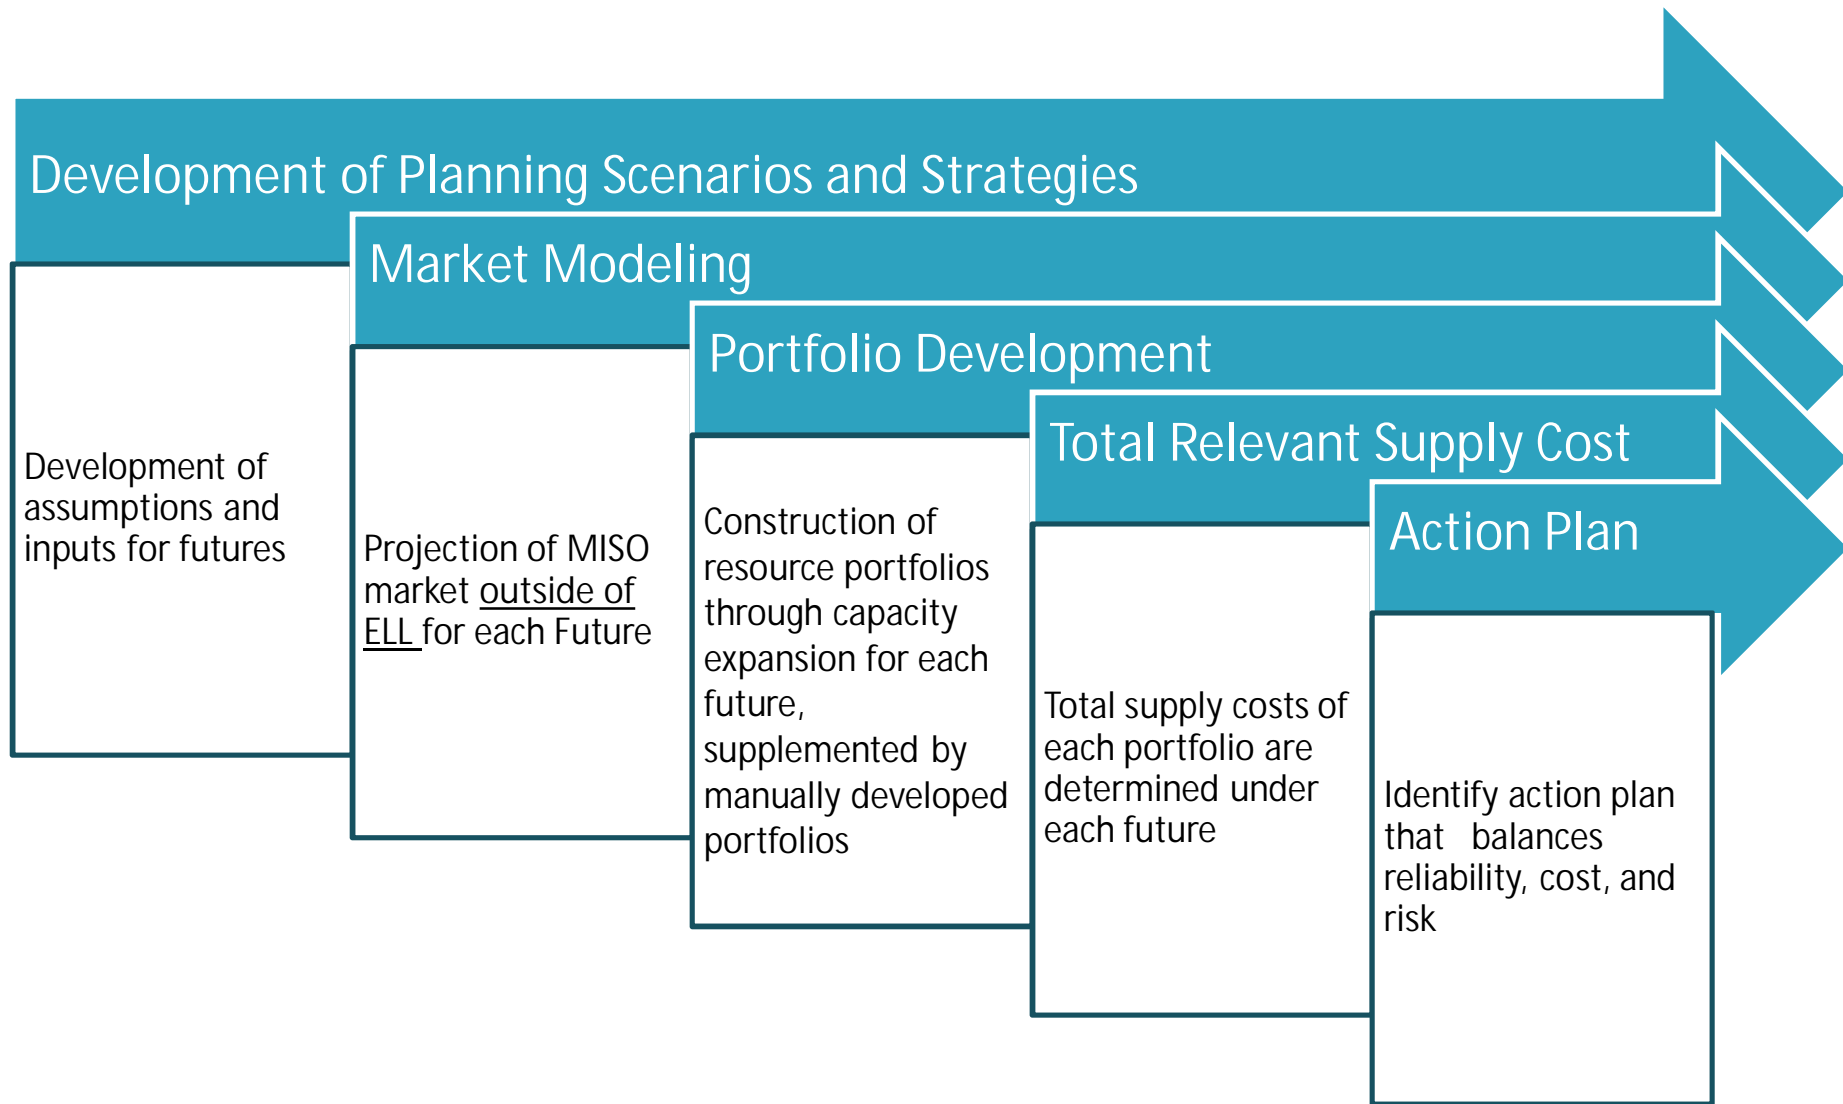 Development of Planning Scenarios and Strategies
Development of
assumptions and
inputs for futures
Market Modeling
Projection of MISO
market outside of
ELL for each Future
Portfolio Development
Construction of
resource portfolios
through capacity
expansion for each
future,
supplemented by
manually developed
portfolios
Total Relevant Supply Cost
Total supply costs of
each portfolio are
determined under
each future
Action Plan
Identify action plan
that balances
reliability, cost, and
risk